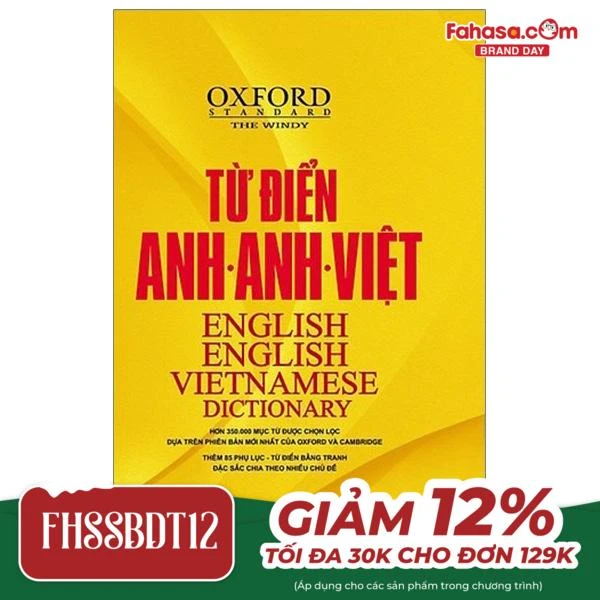 Fahasa.com
BRAND DAY
OXFORD
STANDARD
THE WINDY
TỪ ĐIỂN
ANH·ANH·VIỆT
ENGLISH
ENGLISH
VIETNAMESE
DICTIONARY
HƠN 350.000 MỤC TỪ ĐƯỢC CHỌN LỌC
DỰA TRÊN PHIÊN BẢN MỚI NHẤT CỦA OXFORD VÀ CAMBRIDGE
THÊM 85 PHỤ LỤC - TỪ ĐIỂN BẰNG TRANH
ĐẶC SẮC CHIA THEO NHIỀU CHỦ ĐỀ
FHSSBDT12
GIẢM 12%
TỐI ĐA 30K CHO ĐƠN 129K
(Áp dụng cho các sản phẩm trong chương trình)